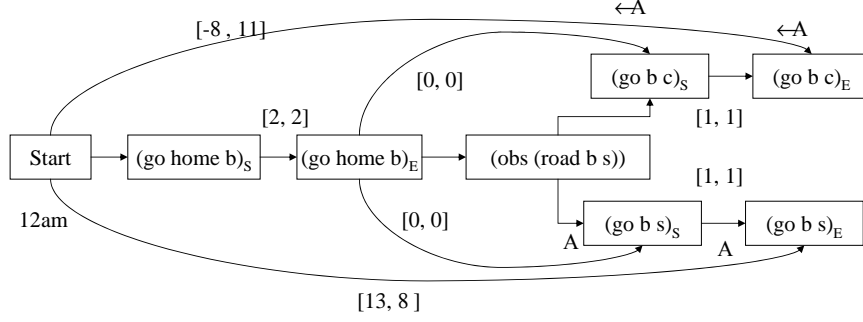 ←A
←A
[-8 , 11]
(go b c)S
(go b c)E
[0, 0]
[1, 1]
[2, 2]
Start
(go home b)S
(go home b)E
(obs (road b s))
[1, 1]
12am
[0, 0]
A
(go b s)S
(go b s)E
A
[13, 8 ]